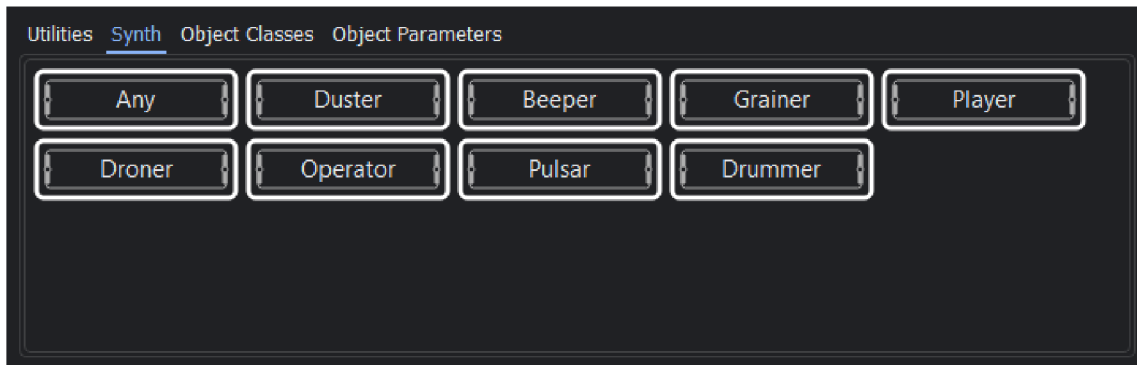 Utilities Synth Object Classes Object Parameters
Any Duster Beeper Grainer Player
Droner Operator Pulsar Drummer